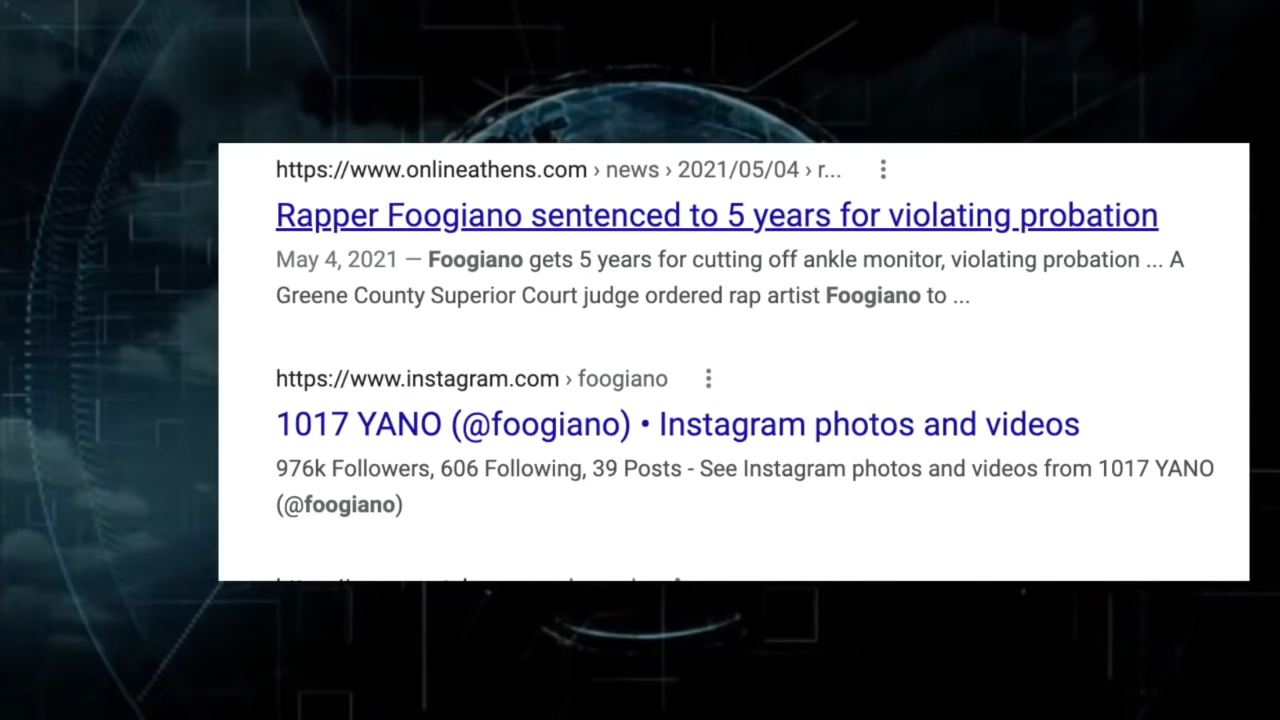 https://www.onlineathens.com › news › 2021/05/04 › r...
Rapper Foogiano sentenced to 5 years for violating probation
May 4, 2021 — Foogiano gets 5 years for cutting off ankle monitor, violating probation ... A
Greene County Superior Court judge ordered rap artist Foogiano to ...
https://www.instagram.com › foogiano
1017 YANO (@foogiano) • Instagram photos and videos
976k Followers, 606 Following, 39 Posts - See Instagram photos and videos from 1017 YANO
(@foogiano)